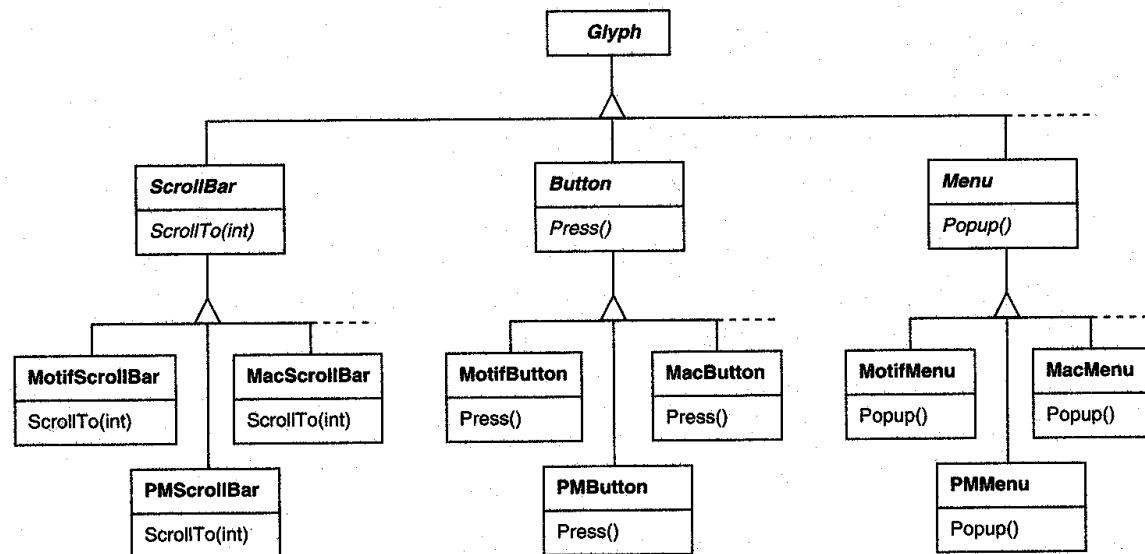 Glyph
ScrollBar
ScrollTo(int)
Button
Press()
Menu
Popup()
MotifScrollBar
ScrollTo(int)
MacScrollBar
ScrollTo(int)
PMScrollBar
ScrollTo(int)
MotifButton
Press()
MacButton
Press()
PMButton
Press()
MotifMenu
Popup()
MacMenu
Popup()
PMMenu
Popup()